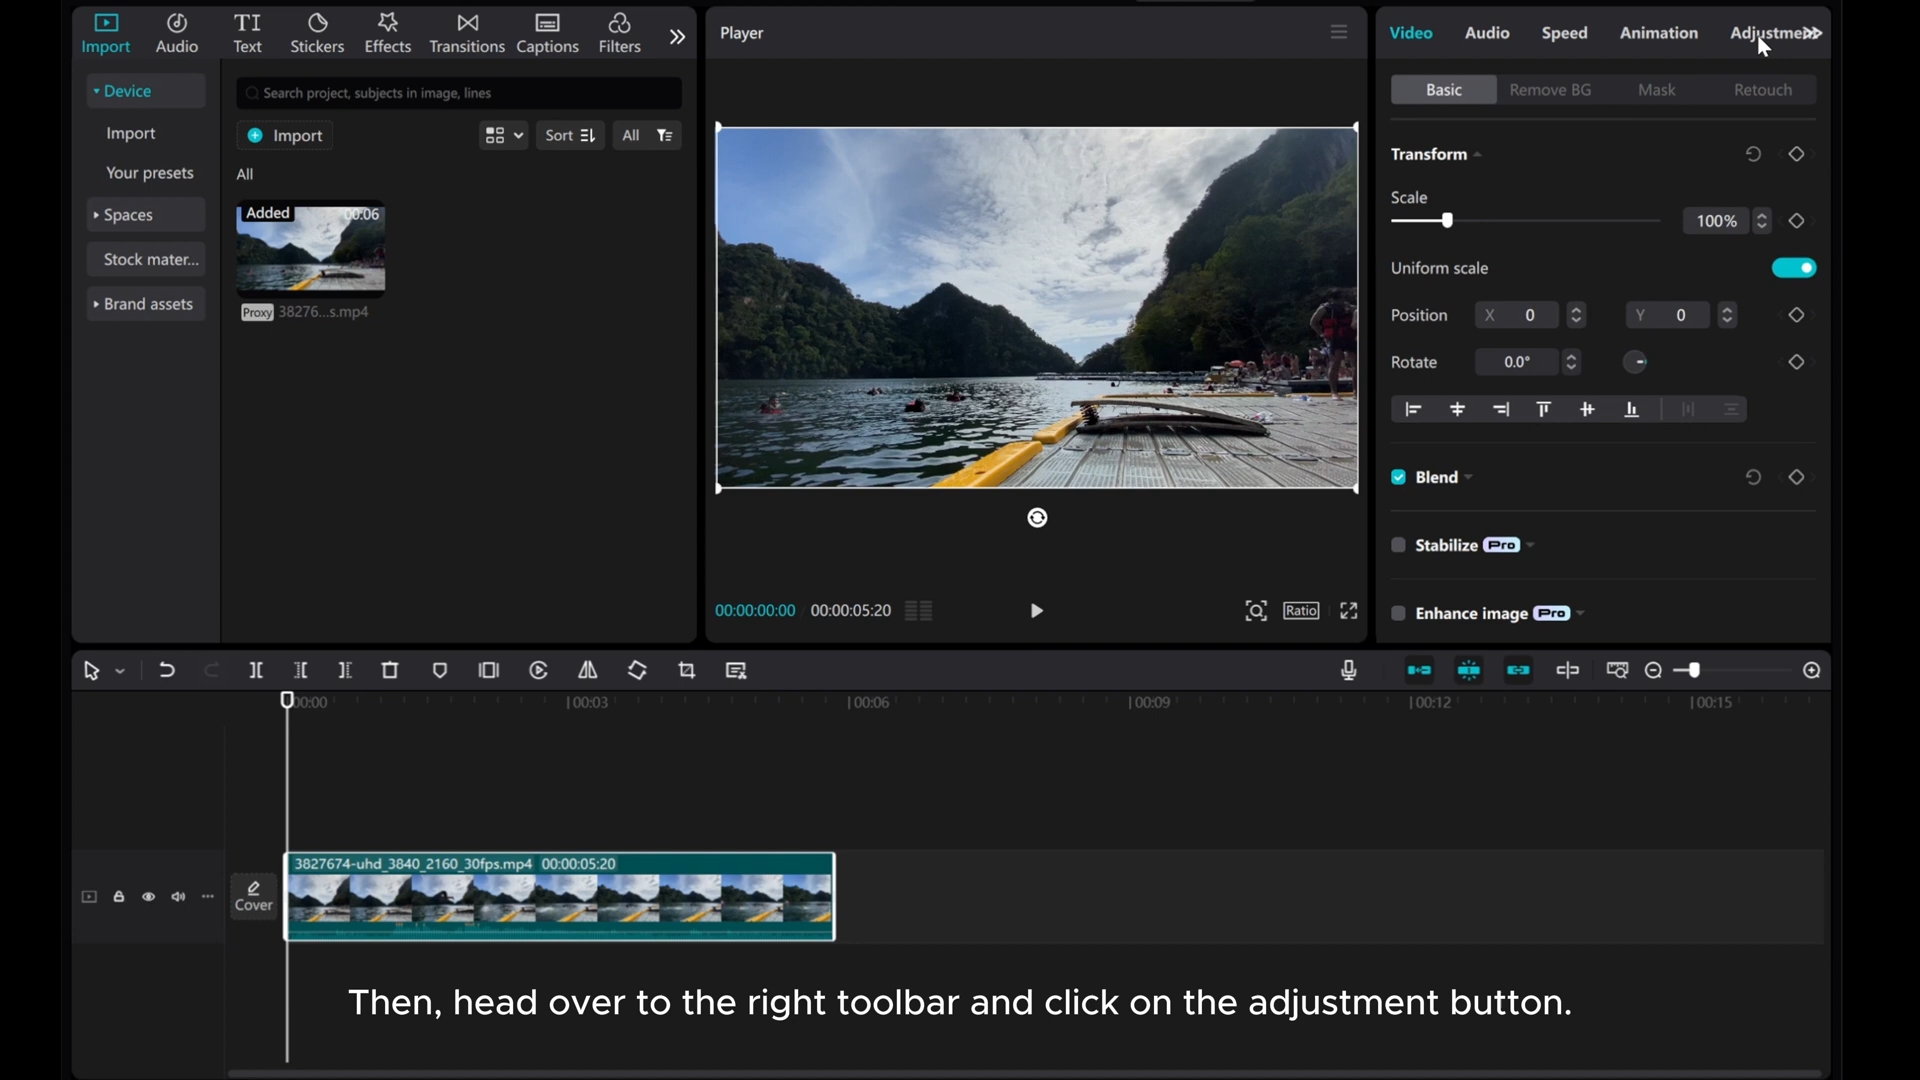 Import
Audio
Text
Stickers
Effects
Transitions
Captions
Filters
Device
Import
Your presets
Spaces
Stock mater...
Brand assets
Search project, subjects in image, lines
Import
Sort
All
All
Added
00:06
Proxy
38276...s.mp4
Player
00:00:00:00
00:00:05:20
Ratio
Video
Audio
Speed
Animation
Adjustment
Basic
Remove BG
Mask
Retouch
Transform
Scale
100%
Uniform scale
Position
X
0
Y
0
Rotate
0.0°
Blend
Stabilize
Pro
Enhance image
Pro
00:00
00:03
00:06
00:09
00:12
00:15
Cover
3827674-uhd_3840_2160_30fps.mp4 00:00:05:20
Then, head over to the right toolbar and click on the adjustment button.